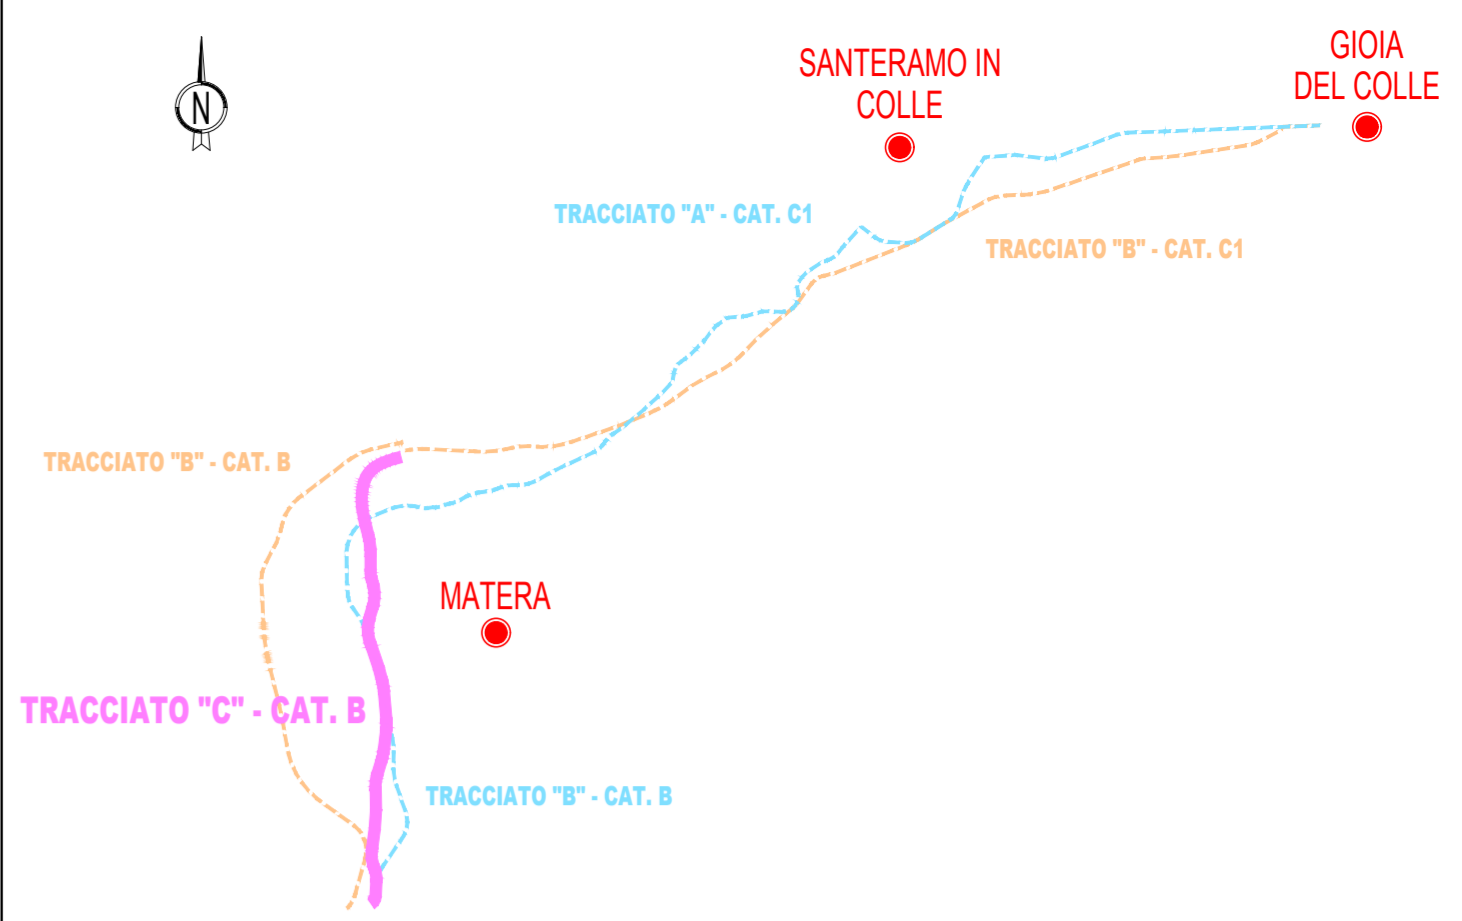 N
SANTERAMO IN
COLLE
GIOIA
DEL COLLE
TRACCIATO "A" - CAT. C1
TRACCIATO "B" - CAT. C1
TRACCIATO "B" - CAT. B
MATERA
TRACCIATO "C" - CAT. B
TRACCIATO "B" - CAT. B